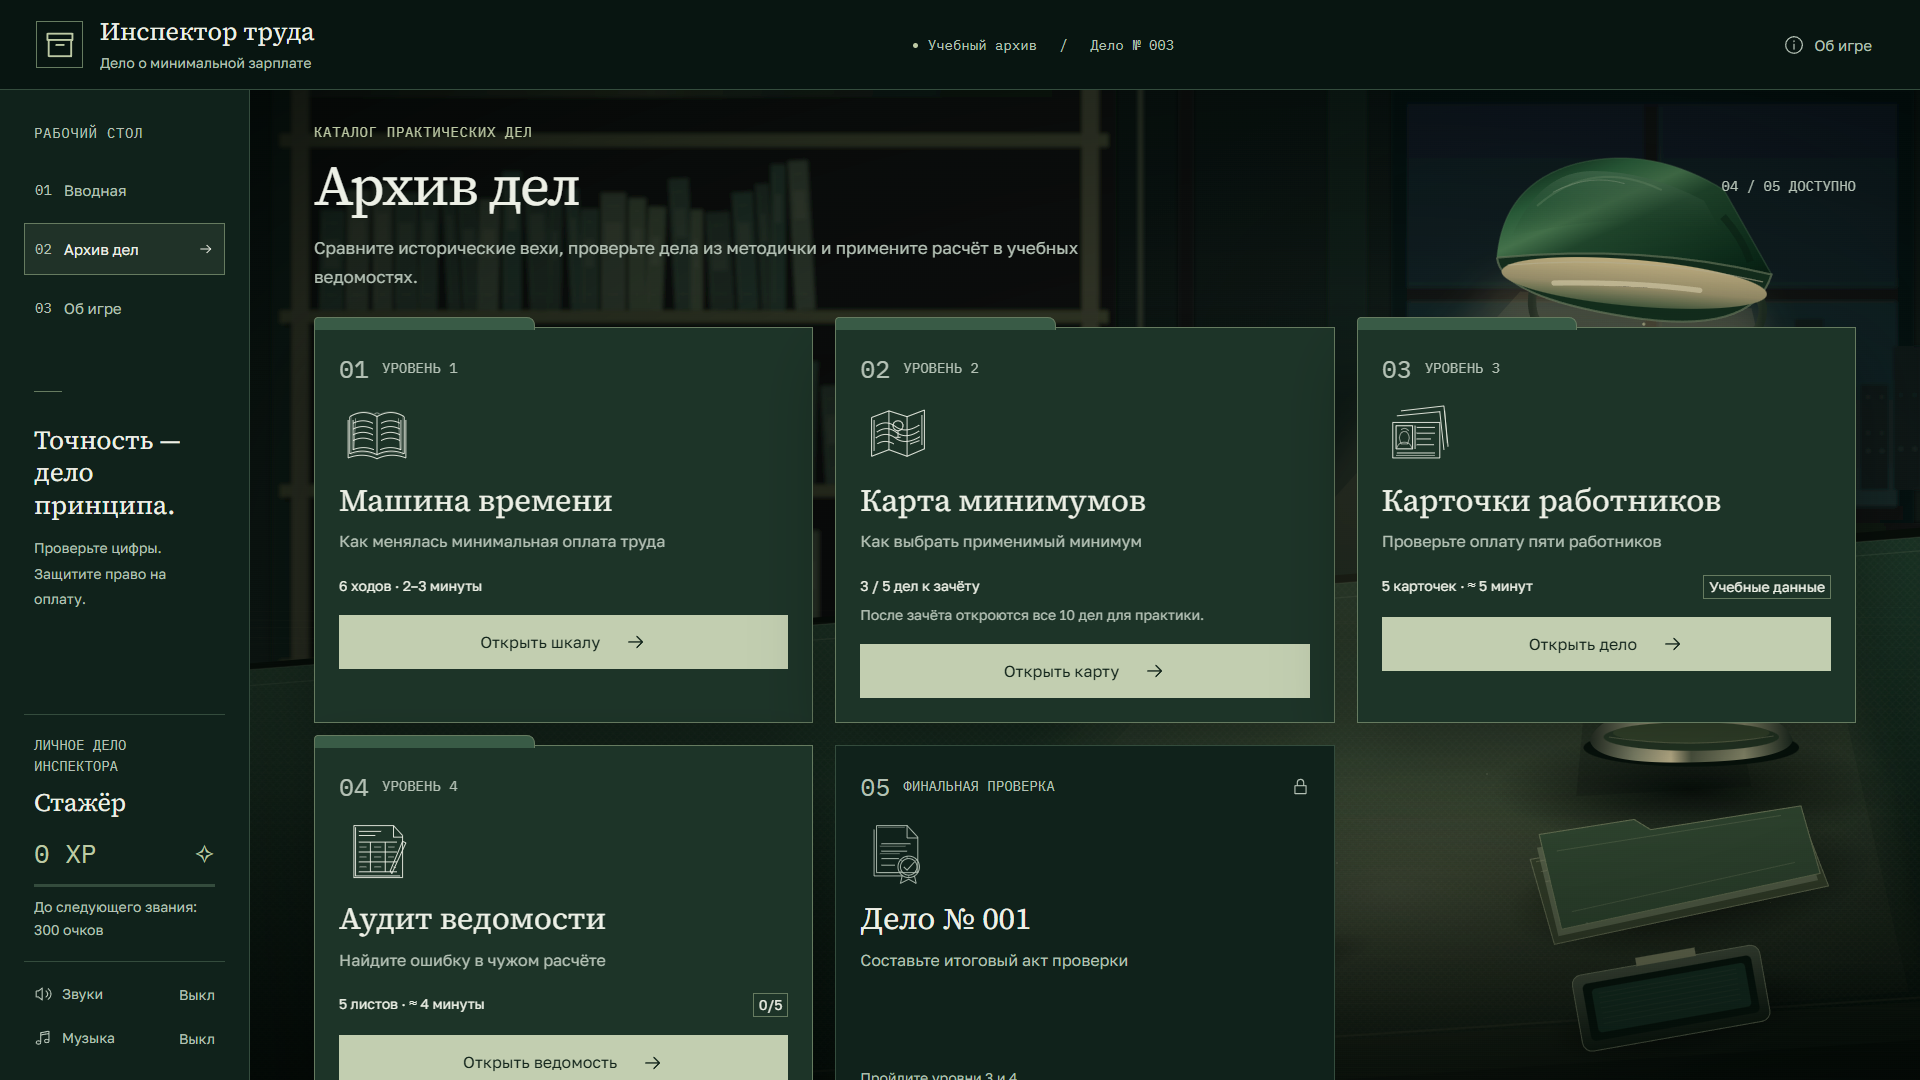 Инспектор труда
Дело о минимальной зарплате
• Учебный архив / Дело № 003
Об игре
РАБОЧИЙ СТОЛ
01 Вводная
02 Архив дел →
03 Об игре
Точность —
дело
принципа.
Проверьте цифры.
Защитите право на
оплату.
ЛИЧНОЕ ДЕЛО
ИНСПЕКТОРА
Стажёр
0 XP
До следующего звания:
300 очков
Звуки Выкл
Музыка Выкл
КАТАЛОГ ПРАКТИЧЕСКИХ ДЕЛ
Архив дел
04 / 05 ДОСТУПНО
Сравните исторические вехи, проверьте дела из методички и примените расчёт в учебных
ведомостях.
01 УРОВЕНЬ 1
Машина времени
Как менялась минимальная оплата труда
6 ходов · 2–3 минуты
Открыть шкалу →
02 УРОВЕНЬ 2
Карта минимумов
Как выбрать применимый минимум
3 / 5 дел к зачёту
После зачёта откроются все 10 дел для практики.
Открыть карту →
03 УРОВЕНЬ 3
Карточки работников
Проверьте оплату пяти работников
5 карточек · ≈ 5 минут
Учебные данные
Открыть дело →
04 УРОВЕНЬ 4
Аудит ведомости
Найдите ошибку в чужом расчёте
5 листов · ≈ 4 минуты
0/5
Открыть ведомость →
05 ФИНАЛЬНАЯ ПРОВЕРКА
Дело № 001
Составьте итоговый акт проверки
Пройдите уровни 3 и 4